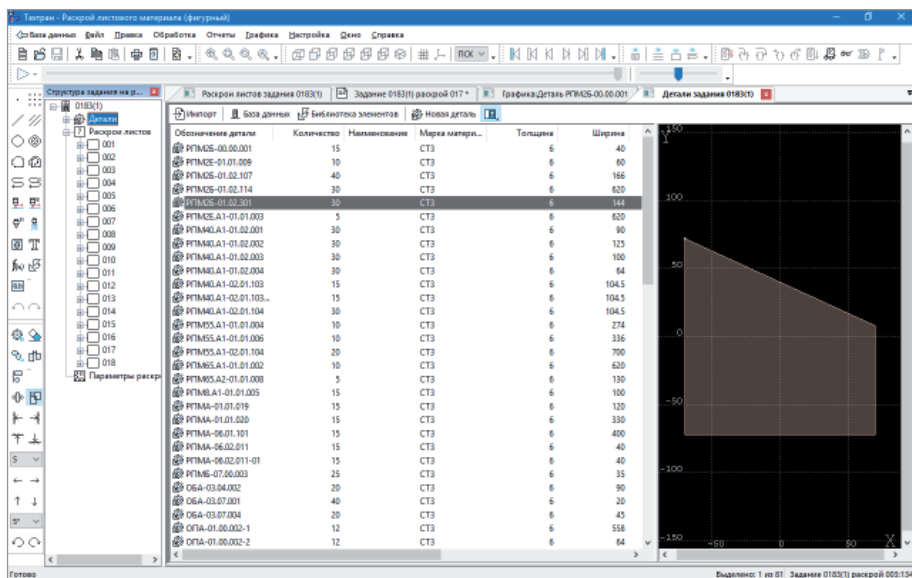 Техтран - Раскрой листового материала (фигурный)
База данных Файл Правка Обработка Отчеты Графика Настройка Окно Справка
ПСК
Структура задания на р...
Раскрои листов задания 0183(1) Задание 0183(1) раскрой 017 * Графика:Деталь РПМ2Б-00.00.001 Детали задания 0183(1)
0183(1)
Детали
Раскрои листов
001
002
003
004
005
006
007
008
009
010
011
012
013
014
015
016
017
018
Параметры раскр
Импорт База данных Библиотека элементов Новая деталь
Обозначение детали Количество Наименование Марка матери... Толщина Ширина
РПМ2Б-00.00.001 15 СТ3 6 40
РПМ2Е-01.01.009 10 СТ3 6 60
РПМ2Б-01.02.107 40 СТ3 6 166
РПМ2Б-01.02.114 30 СТ3 6 620
РПМ2Б-01.02.301 30 СТ3 6 144
РПМ2Е.А1-01.01.003 5 СТ3 6 620
РПМ40.А1-01.02.001 30 СТ3 6 90
РПМ40.А1-01.02.002 30 СТ3 6 125
РПМ40.А1-01.02.003 30 СТ3 6 100
РПМ40.А1-01.02.004 30 СТ3 6 64
РПМ40.А1-02.01.103 15 СТ3 6 104.5
РПМ40.А1-02.01.103... 15 СТ3 6 104.5
РПМ40.А1-02.01.104 30 СТ3 6 104.5
РПМ55.А1-01.01.004 10 СТ3 6 274
РПМ55.А1-01.01.006 10 СТ3 6 336
РПМ55.А1-02.01.104 20 СТ3 6 700
РПМ65.А1-01.01.002 10 СТ3 6 620
РПМ65.А2-01.01.008 5 СТ3 6 130
РПМ8.А1-01.01.005 15 СТ3 6 100
РПМА-01.01.019 15 СТ3 6 120
РПМА-01.01.020 15 СТ3 6 330
РПМА-06.01.101 15 СТ3 6 400
РПМА-06.02.011 15 СТ3 6 40
РПМА-06.02.011-01 15 СТ3 6 40
РПМБ-07.00.003 25 СТ3 6 35
ОБА-03.04.002 20 СТ3 6 90
ОБА-03.07.001 40 СТ3 6 20
ОБА-03.07.004 20 СТ3 6 45
ОПА-01.00.002-1 12 СТ3 6 558
ОПА-01.00.002-2 12 СТ3 6 64
Y
150
100
50
0
-50
-100
-150
-50 0 50 X
5
5°
Готово
Выделено: 1 из 81 Задание 0183(1) раскрой 003:154